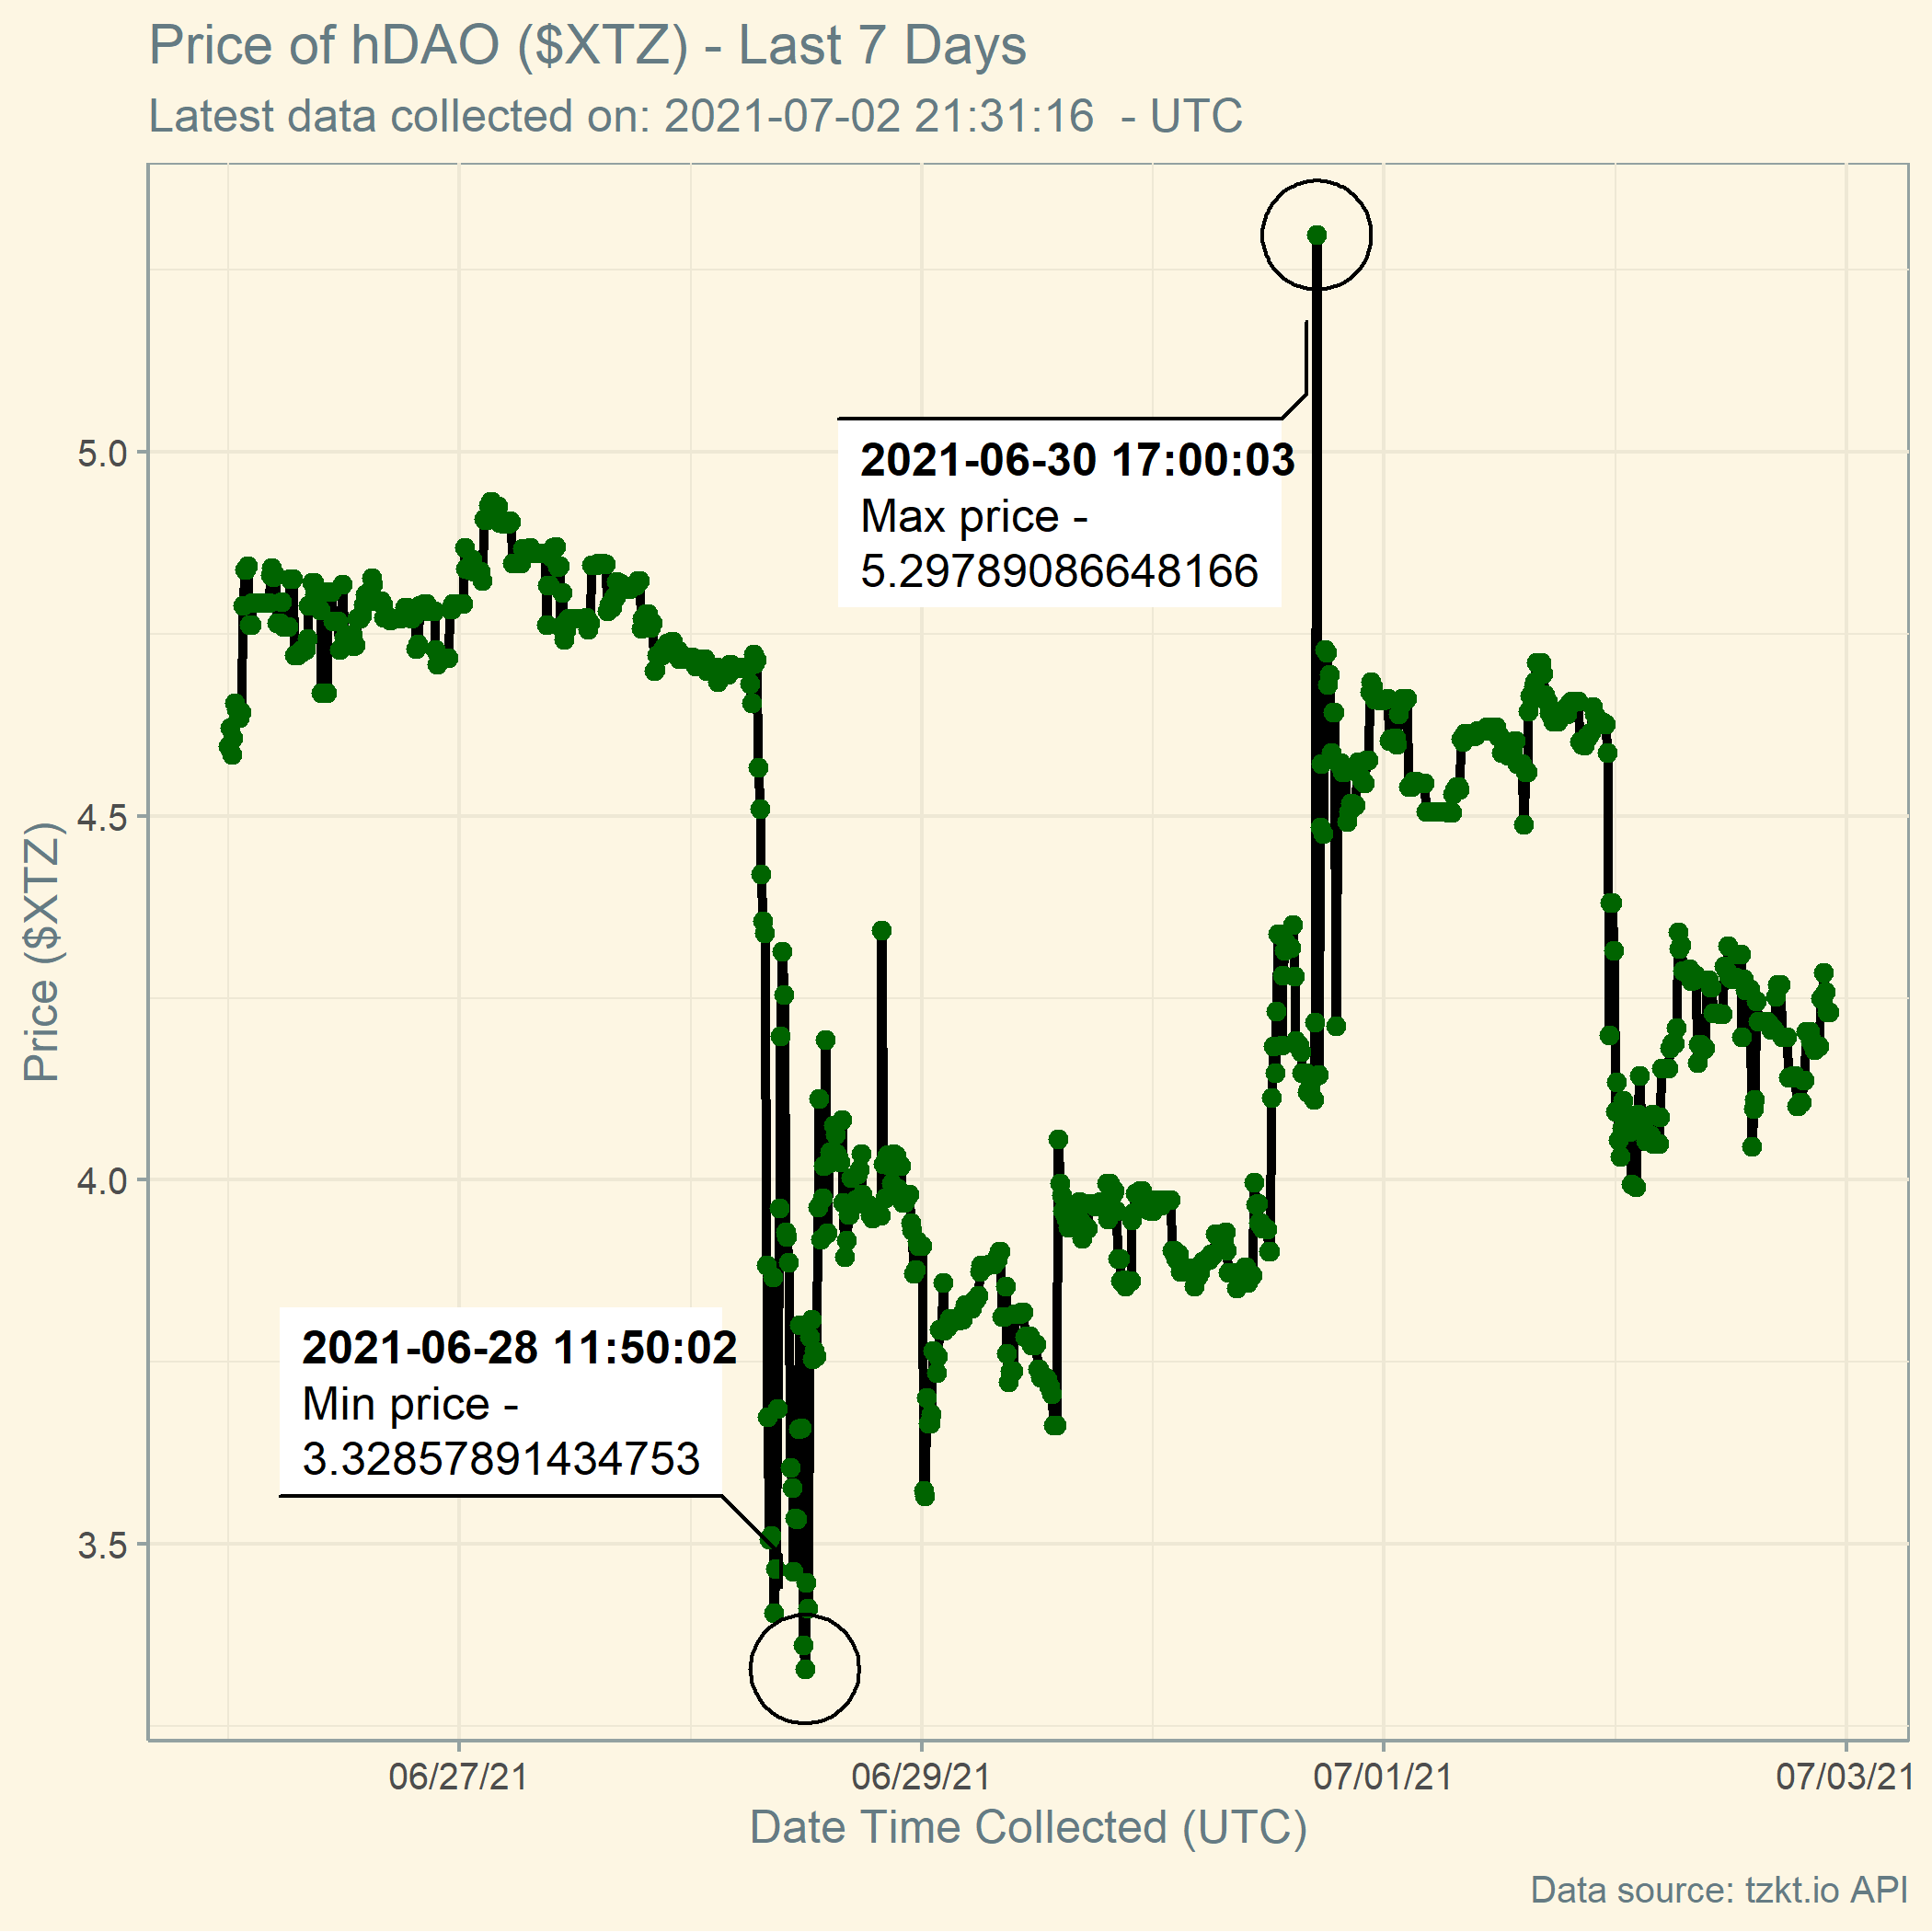 Price of hDAO ($XTZ) - Last 7 Days
Latest data collected on: 2021-07-02 21:31:16  - UTC
5.0
4.5
4.0
3.5
Price ($XTZ)
2021-06-30 17:00:03
Max price -
5.29789086648166
2021-06-28 11:50:02
Min price -
3.32857891434753
06/27/21
06/29/21
07/01/21
07/03/21
Date Time Collected (UTC)
Data source: tzkt.io API